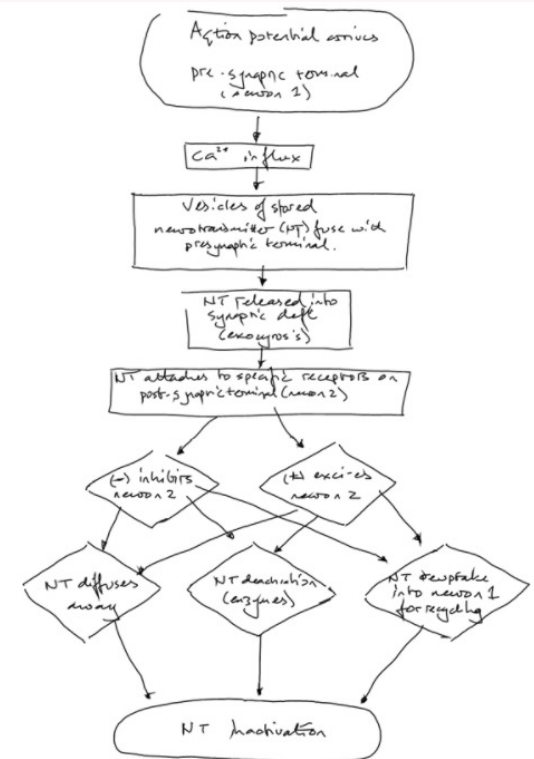 Action potential arrives
pre-synaptic terminal
(neuron 1)
Ca²⁺ influx
Vesicles of stored
neurotransmitter (NT) fuse with
presynaptic terminal.
NT released into
synaptic cleft
(exocytosis)
NT attaches to specific receptors on
post-synaptic terminal (neuron 2)
(-) inhibits
neuron 2
(+) excites
neuron 2
NT diffuses
away
NT deactivation
(enzymes)
NT reuptake
into neuron 1
for recycling
NT Inactivation